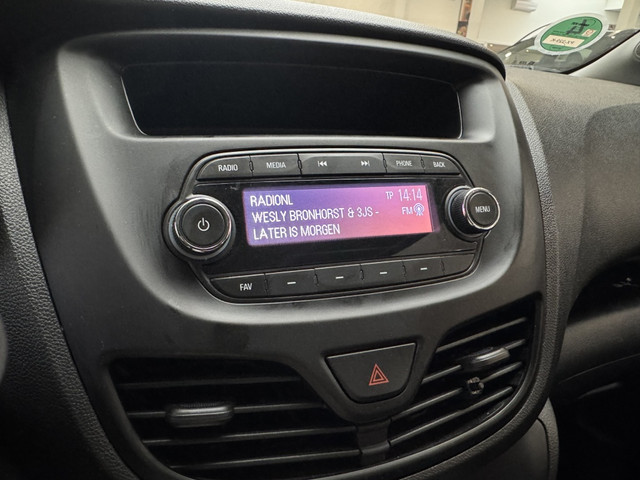 RADIO
MEDIA
PHONE
BACK
RADIONL
TP 14:14
WESLY BRONHORST & 3JS -
FM
LATER IS MORGEN
MENU
FAV